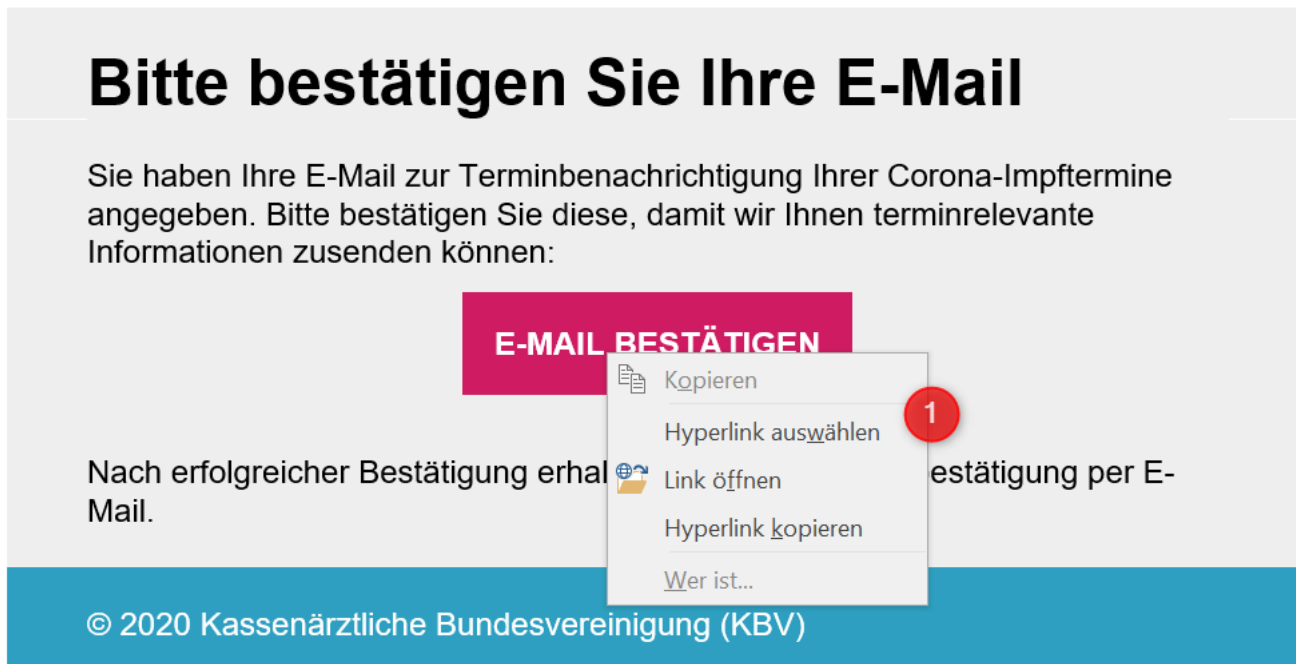 Bitte bestätigen Sie Ihre E-Mail
Sie haben Ihre E-Mail zur Terminbenachrichtigung Ihrer Corona-Impftermine
angegeben. Bitte bestätigen Sie diese, damit wir Ihnen terminrelevante
Informationen zusenden können:
E-MAIL BESTÄTIGEN
Kopieren
1
Hyperlink auswählen
Link öffnen
Hyperlink kopieren
Wer ist...
Nach erfolgreicher Bestätigung erhal estätigung per E-
Mail.
© 2020 Kassenärztliche Bundesvereinigung (KBV)